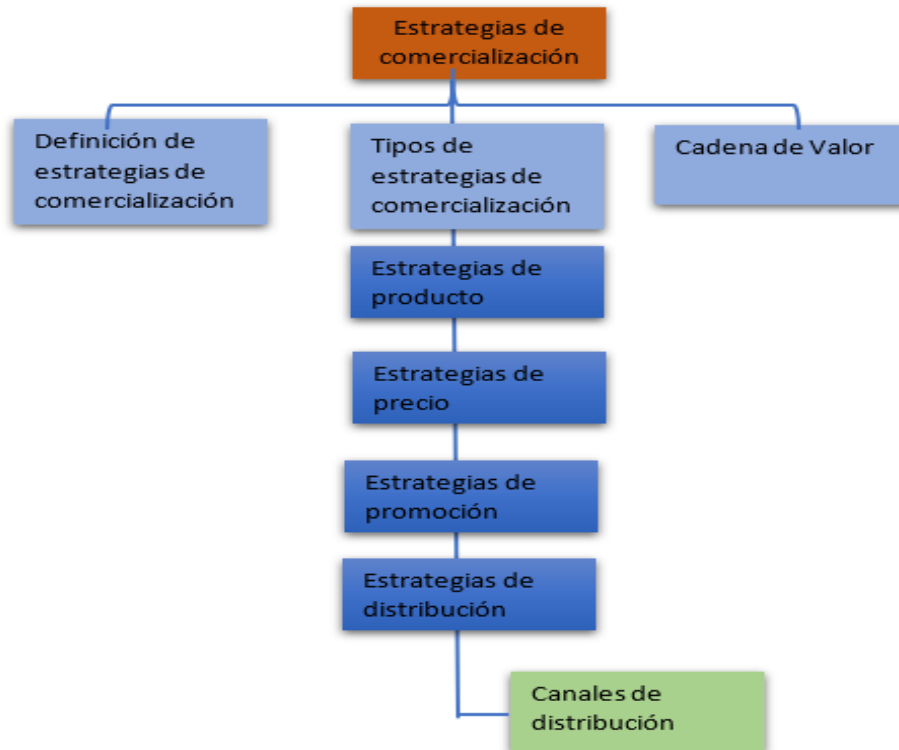 Estrategias de
comercialización
Definición de
estrategias de
comercialización
Tipos de
estrategias de
comercialización
Cadena de Valor
Estrategias de
producto
Estrategias de
precio
Estrategias de
promoción
Estrategias de
distribución
Canales de
distribución